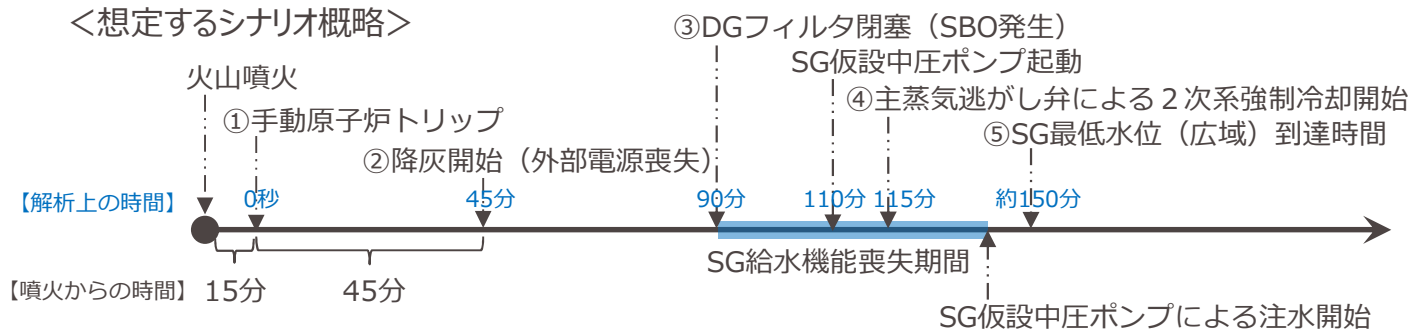 ＜想定するシナリオ概略＞
③DGフィルタ閉塞（SBO発生）
火山噴火
SG仮設中圧ポンプ起動
①手動原子炉トリップ
④主蒸気逃がし弁による２次系強制冷却開始
②降灰開始（外部電源喪失）
⑤SG最低水位（広域）到達時間
【解析上の時間】 0秒 45分 90分 110分 115分 約150分
SG給水機能喪失期間
【噴火からの時間】 15分 45分
SG仮設中圧ポンプによる注水開始